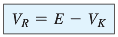 V_R = E − V_K